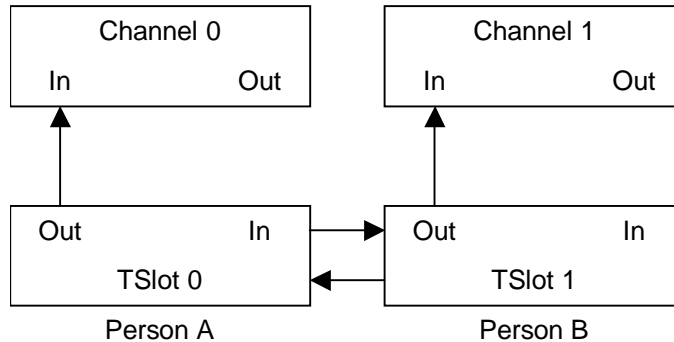 Channel 0 Channel 1
In Out In Out
Out In Out In
TSlot 0 TSlot 1
Person A Person B